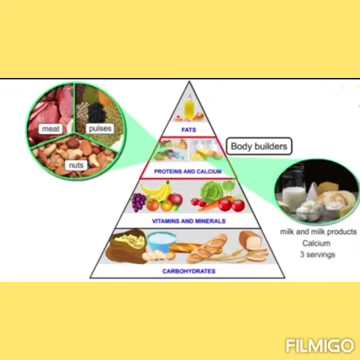 FATS
meat
pulses
nuts
Body builders
PROTEINS AND CALCIUM
VITAMINS AND MINERALS
milk and milk products
Calcium
3 servings
CARBOHYDRATES
FILMIGO